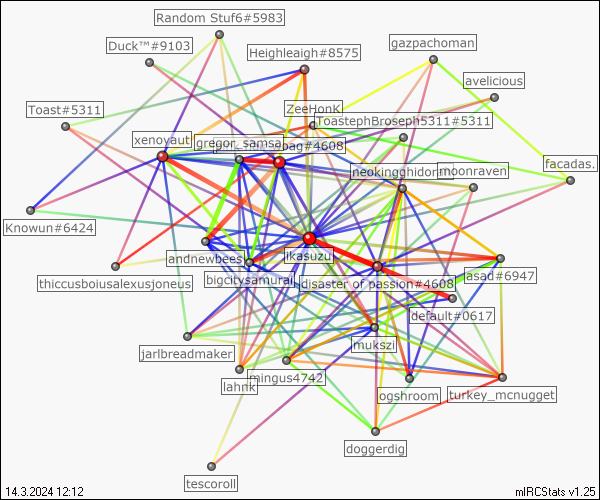 Random Stuf6#5983
Duck™#9103
gazpachoman
Heighleaigh#8575
avelicious
Toast#5311
ZeeHonK
ToastephBroseph5311#5311
xenoyaut
gregor_samsa
bag#4608
neokingghidorah
moonraven
facadas.
Knowun#6424
andnewbees
ikasuzui
asad#6947
thiccusboiusalexusjoneus
bigcitysamurai
disaster of passion#4608
default#0617
jarlbreadmaker
mukszi
lahnk
mingus4742
ogshroom
turkey_mcnugget
doggerdig
tescoroll
14.3.2024 12:12
mIRCStats v1.25